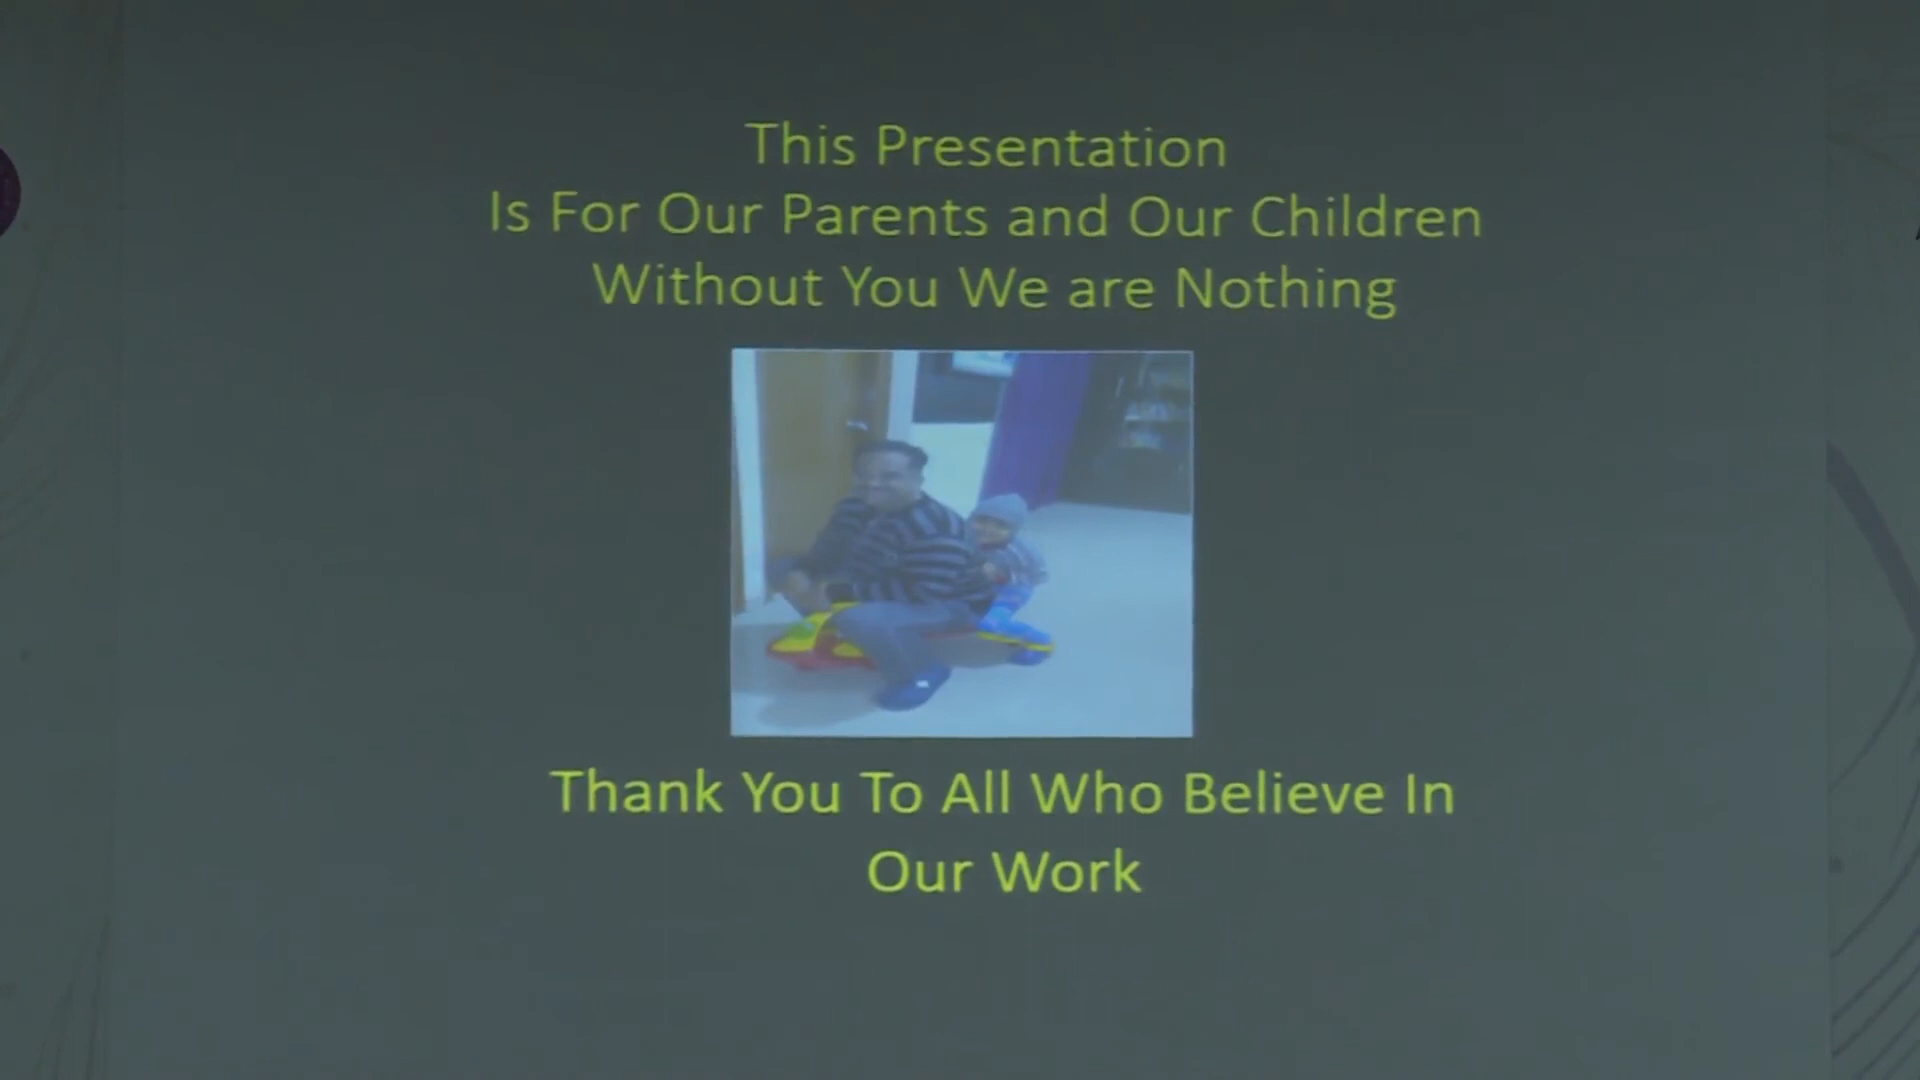 This Presentation
Is For Our Parents and Our Children
Without You We are Nothing
Thank You To All Who Believe In
Our Work